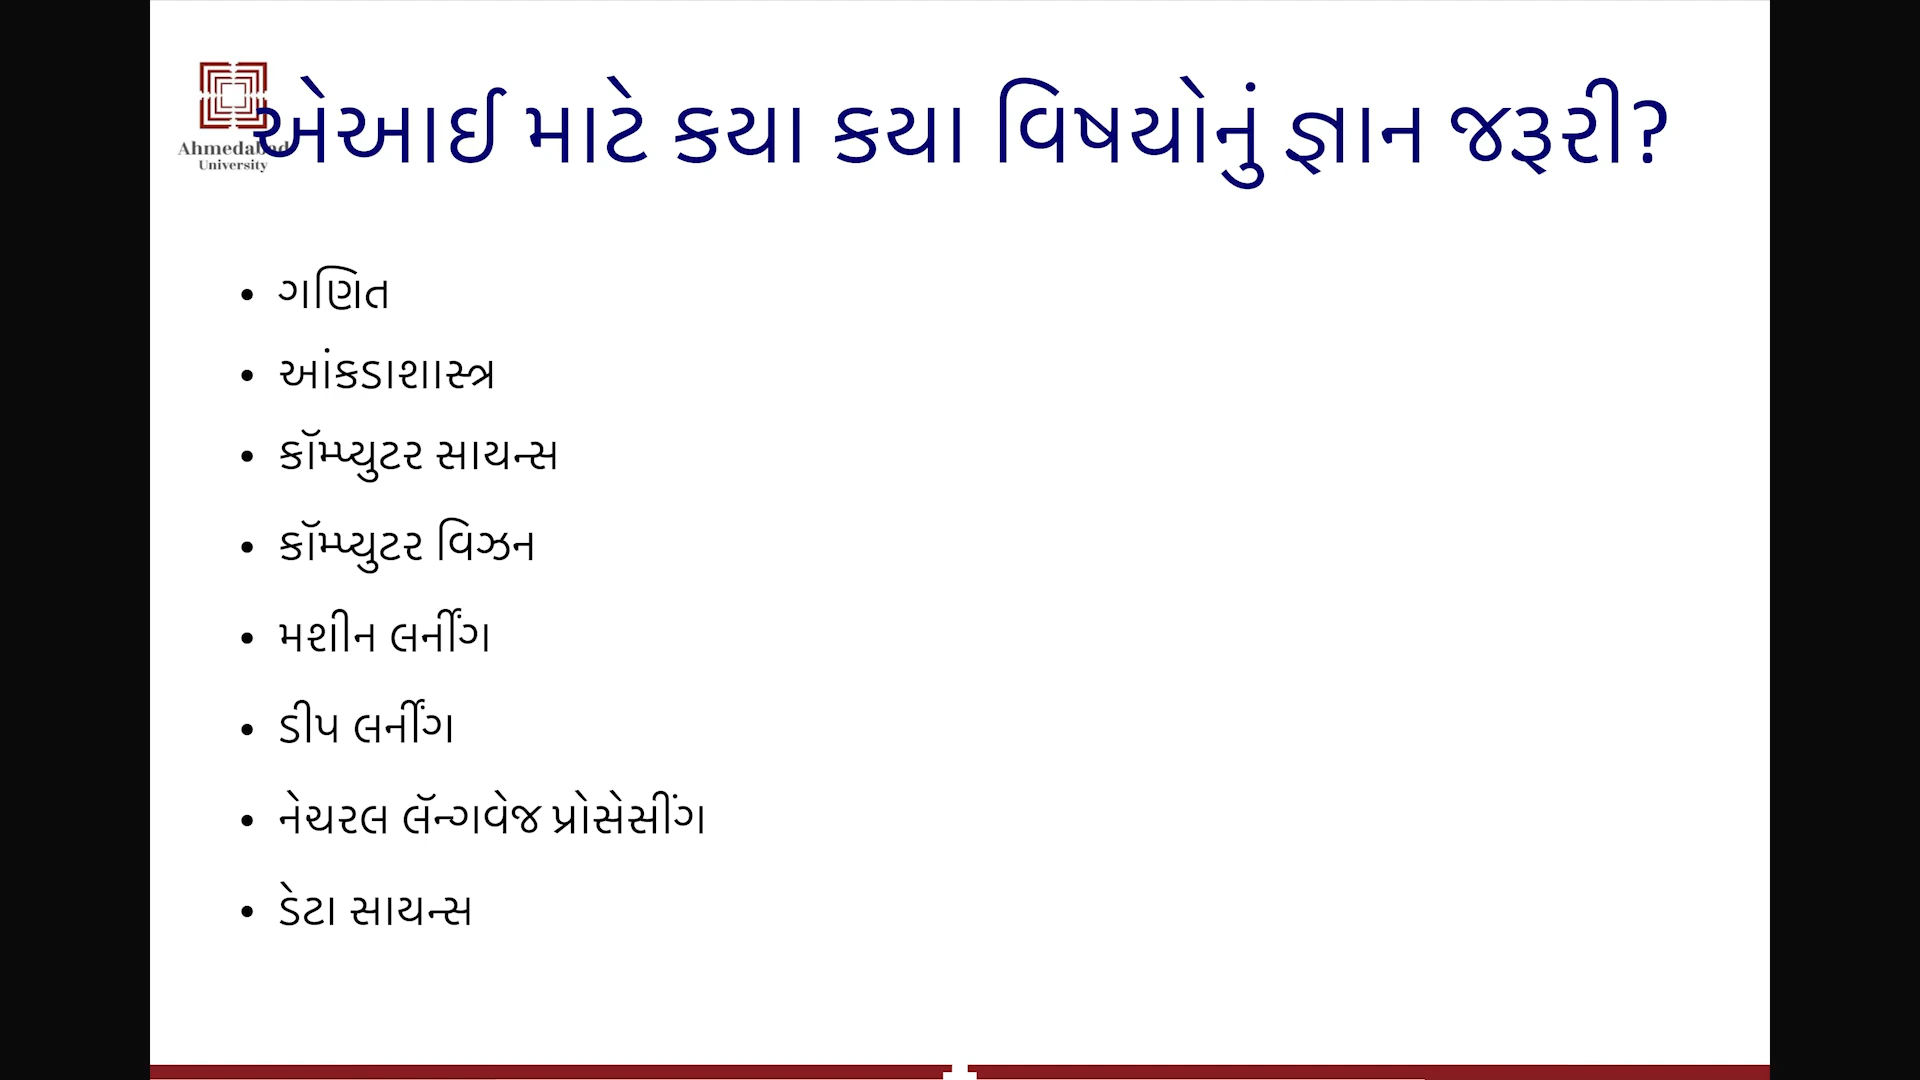 Ahmedabad
University
એઆઈ માટે કયા કયા વિષયોનું જ્ઞાન જરૂરી?
• ગણિત
• આંકડાશાસ્ત્ર
• કૉમ્પ્યુટર સાયન્સ
• કૉમ્પ્યુટર વિઝન
• મશીન લર્નીંગ
• ડીપ લર્નીંગ
• નેચરલ લૅન્ગવેજ પ્રોસેસીંગ
• ડેટા સાયન્સ